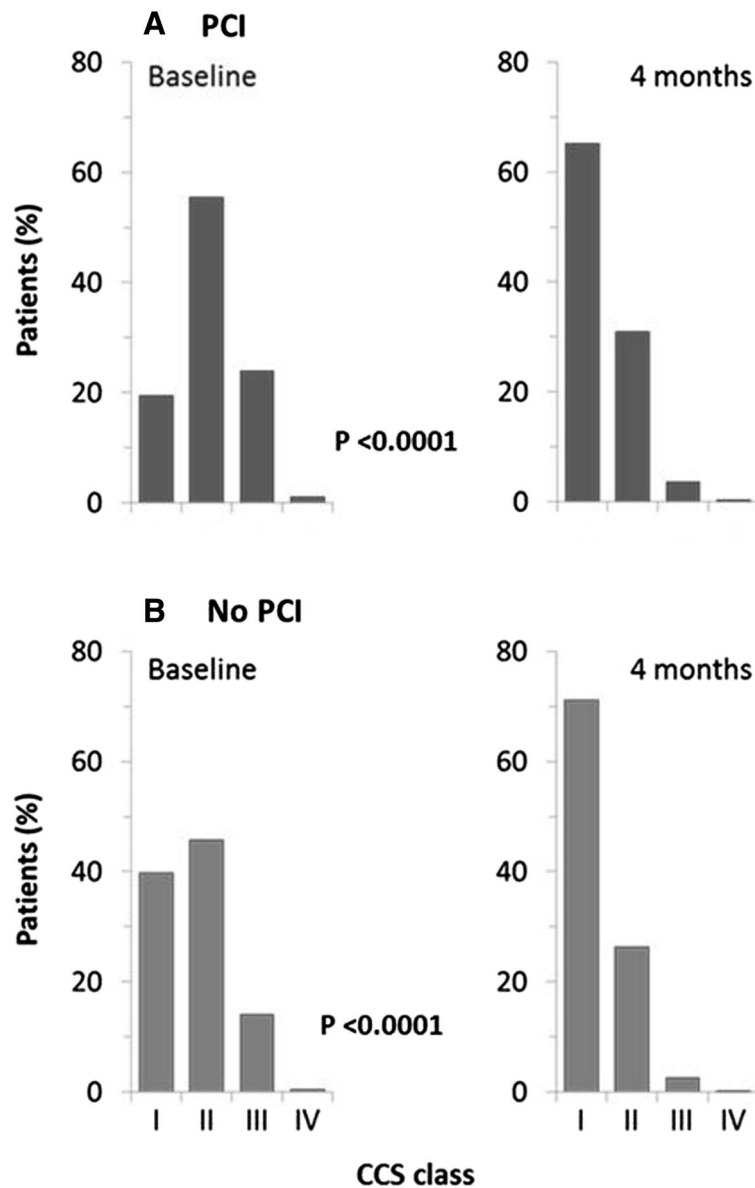 A PCI
Baseline
4 months
Patients (%)
80
60
40
20
0
80
60
40
20
0
P <0.0001
B No PCI
Baseline
4 months
Patients (%)
80
60
40
20
0
80
60
40
20
0
P <0.0001
I II III IV
I II III IV
CCS class